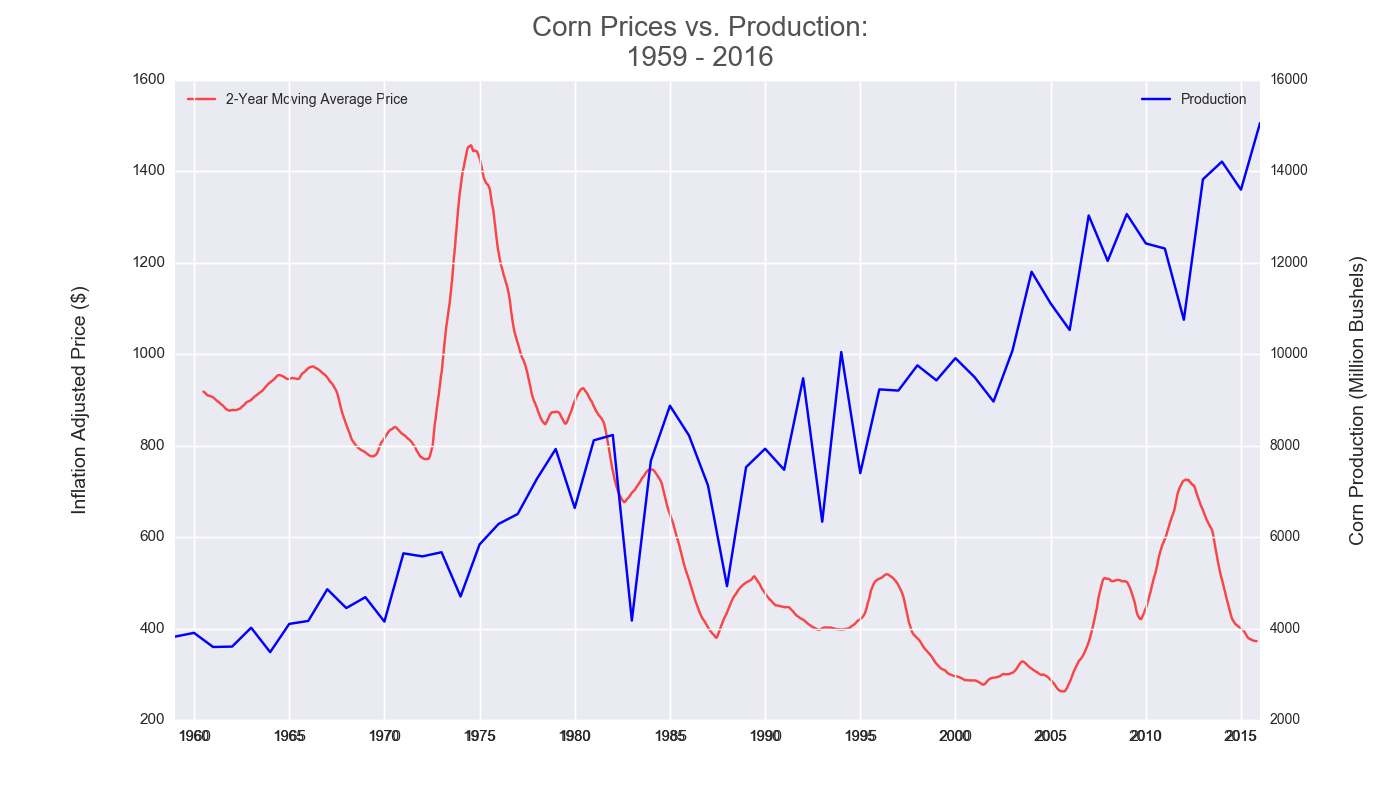 Corn Prices vs. Production:
1959 - 2016
2-Year Moving Average Price
Production
1600
1400
1200
1000
800
600
400
200
Inflation Adjusted Price ($)
16000
14000
12000
10000
8000
6000
4000
2000
Corn Production (Million Bushels)
1960 1965 1970 1975 1980 1985 1990 1995 2000 2005 2010 2015